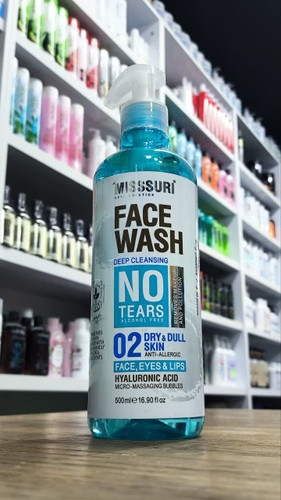 MISSSURI
FACE
WASH
DEEP CLEANSING
NO
TEARS
ALCOHOL FREE
02 DRY & DULL
SKIN
ANTI-ALLERGIC
FACE, EYES & LIPS
HYALURONIC ACID
MICRO-MASSAGING BUBBLES
500ml ℮ 16.90 fl oz